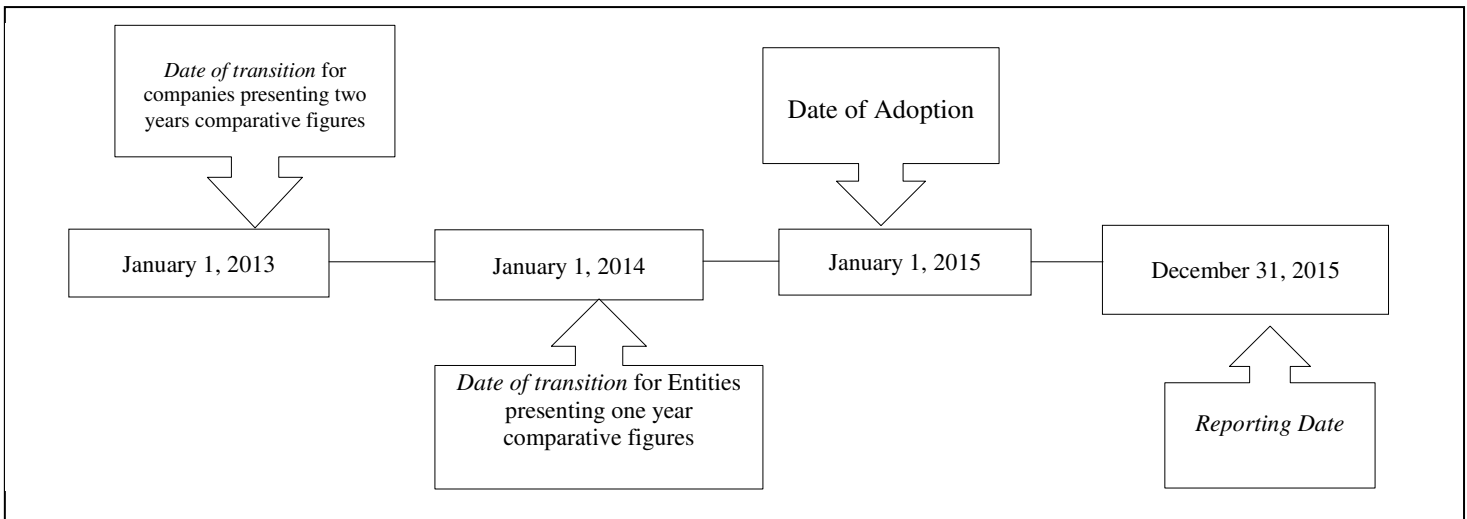 Date of transition for
companies presenting two
years comparative figures
Date of Adoption
January 1, 2013
January 1, 2014
January 1, 2015
December 31, 2015
Date of transition for Entities
presenting one year
comparative figures
Reporting Date